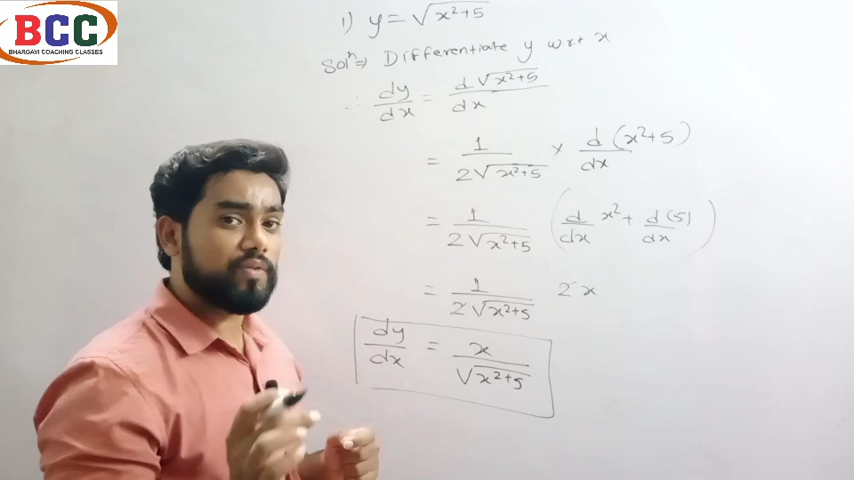 BCC
BHARGAVI COACHING CLASSES
1) y = √x²+5
Solⁿ⇒ Differentiate y w.r.t x
∴ dy/dx = d√x²+5/dx
= 1/2√x²+5 × d/dx (x²+5)
= 1/2√x²+5 (d/dx x² + d(5)/dx)
= 1/2√x²+5 2x
dy/dx = x/√x²+5